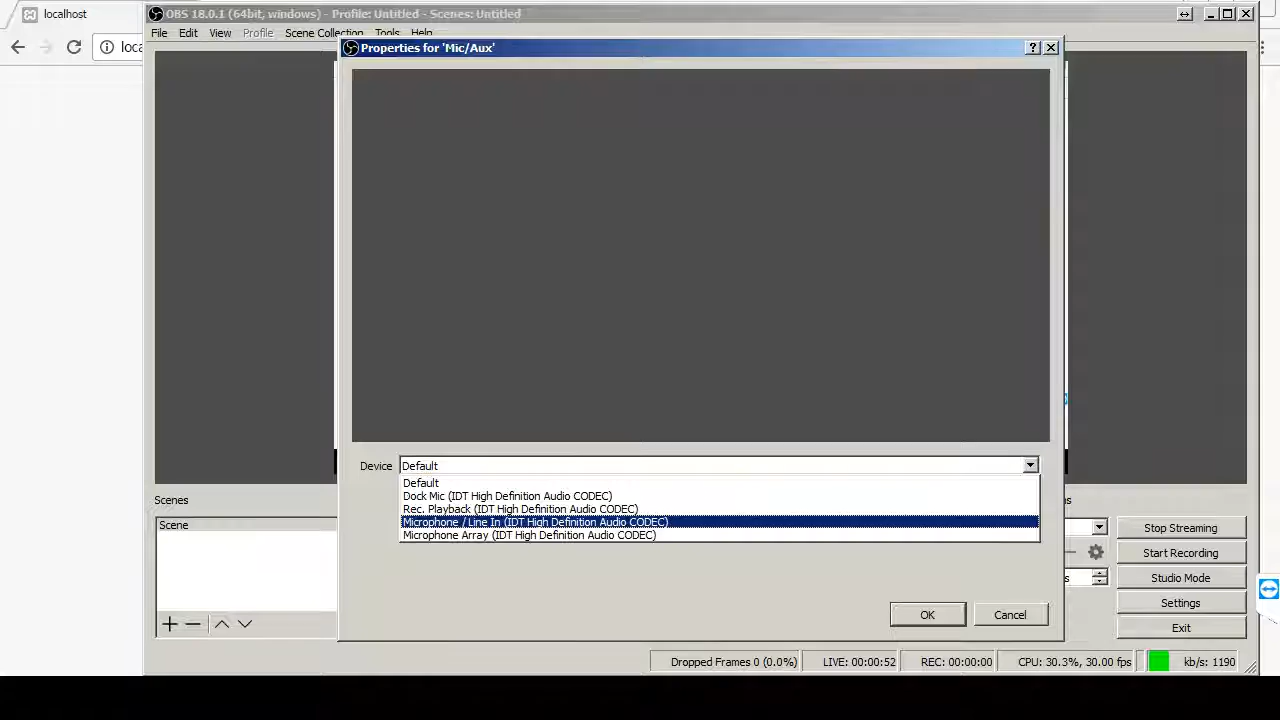 localhost
OBS 18.0.1 (64bit, windows) - Profile: Untitled - Scenes: Untitled
File Edit View Profile Scene Collection Tools Help
Properties for 'Mic/Aux'
Device Default
Default
Dock Mic (IDT High Definition Audio CODEC)
Rec. Playback (IDT High Definition Audio CODEC)
Microphone / Line In (IDT High Definition Audio CODEC)
Microphone Array (IDT High Definition Audio CODEC)
Scenes
Scene
Stop Streaming
Start Recording
Studio Mode
Settings
Exit
OK Cancel
Dropped Frames 0 (0.0%) LIVE: 00:00:52 REC: 00:00:00 CPU: 30.3%, 30.00 fps kb/s: 1190